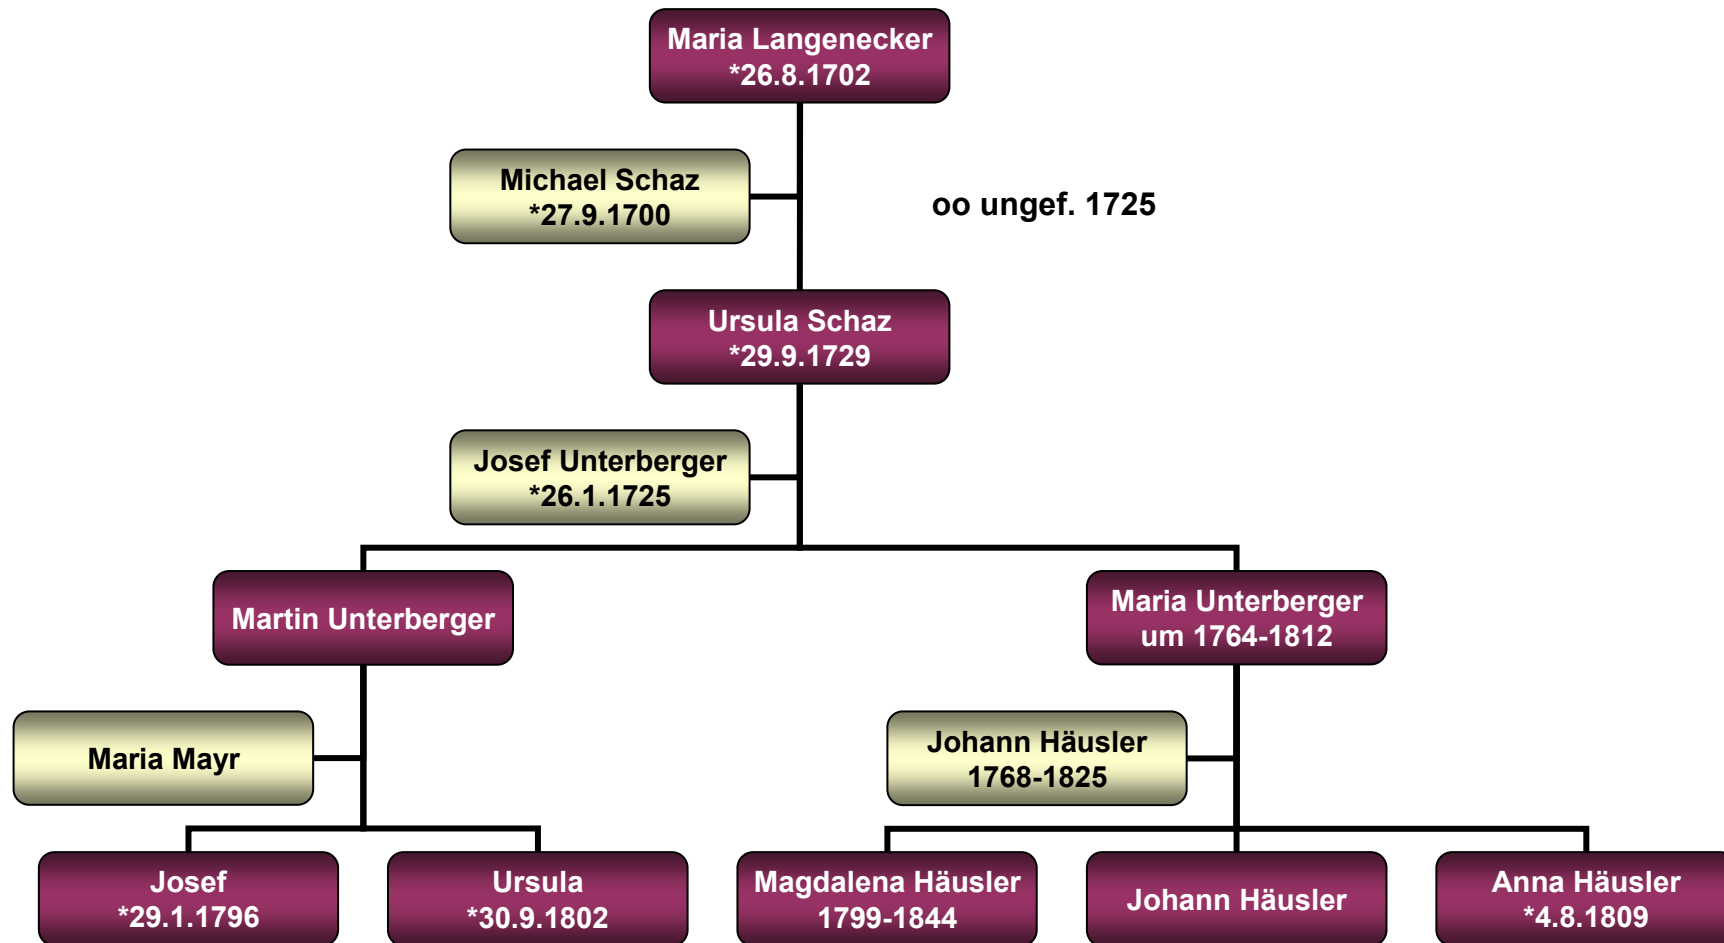 Maria Langenecker
*26.8.1702
Michael Schaz
*27.9.1700
oo ungef. 1725
Ursula Schaz
*29.9.1729
Josef Unterberger
*26.1.1725
Martin Unterberger
Maria Unterberger
um 1764-1812
Maria Mayr
Johann Häusler
1768-1825
Josef
*29.1.1796
Ursula
*30.9.1802
Magdalena Häusler
1799-1844
Johann Häusler
Anna Häusler
*4.8.1809